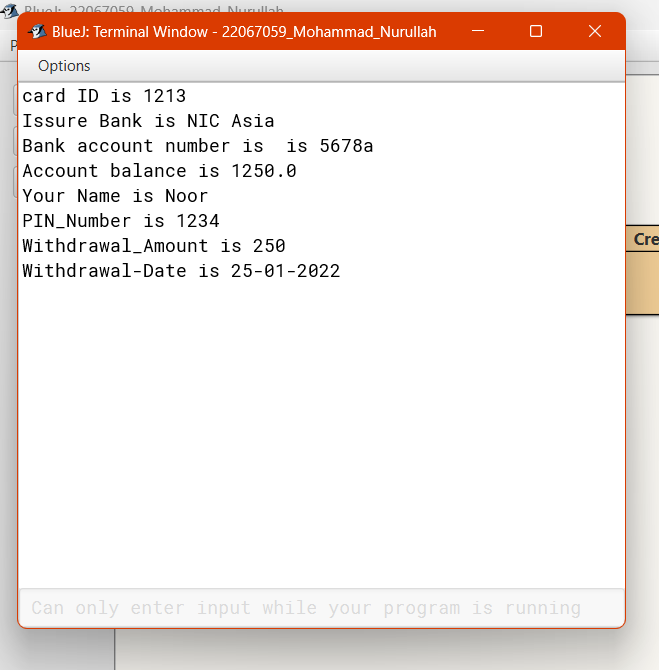 BlueJ: 22067059_Mohammad_Nurullah
BlueJ: Terminal Window - 22067059_Mohammad_Nurullah
Options
card ID is 1213
Issure Bank is NIC Asia
Bank account number is  is 5678a
Account balance is 1250.0
Your Name is Noor
PIN_Number is 1234
Withdrawal_Amount is 250
Withdrawal-Date is 25-01-2022
Cre
Can only enter input while your program is running